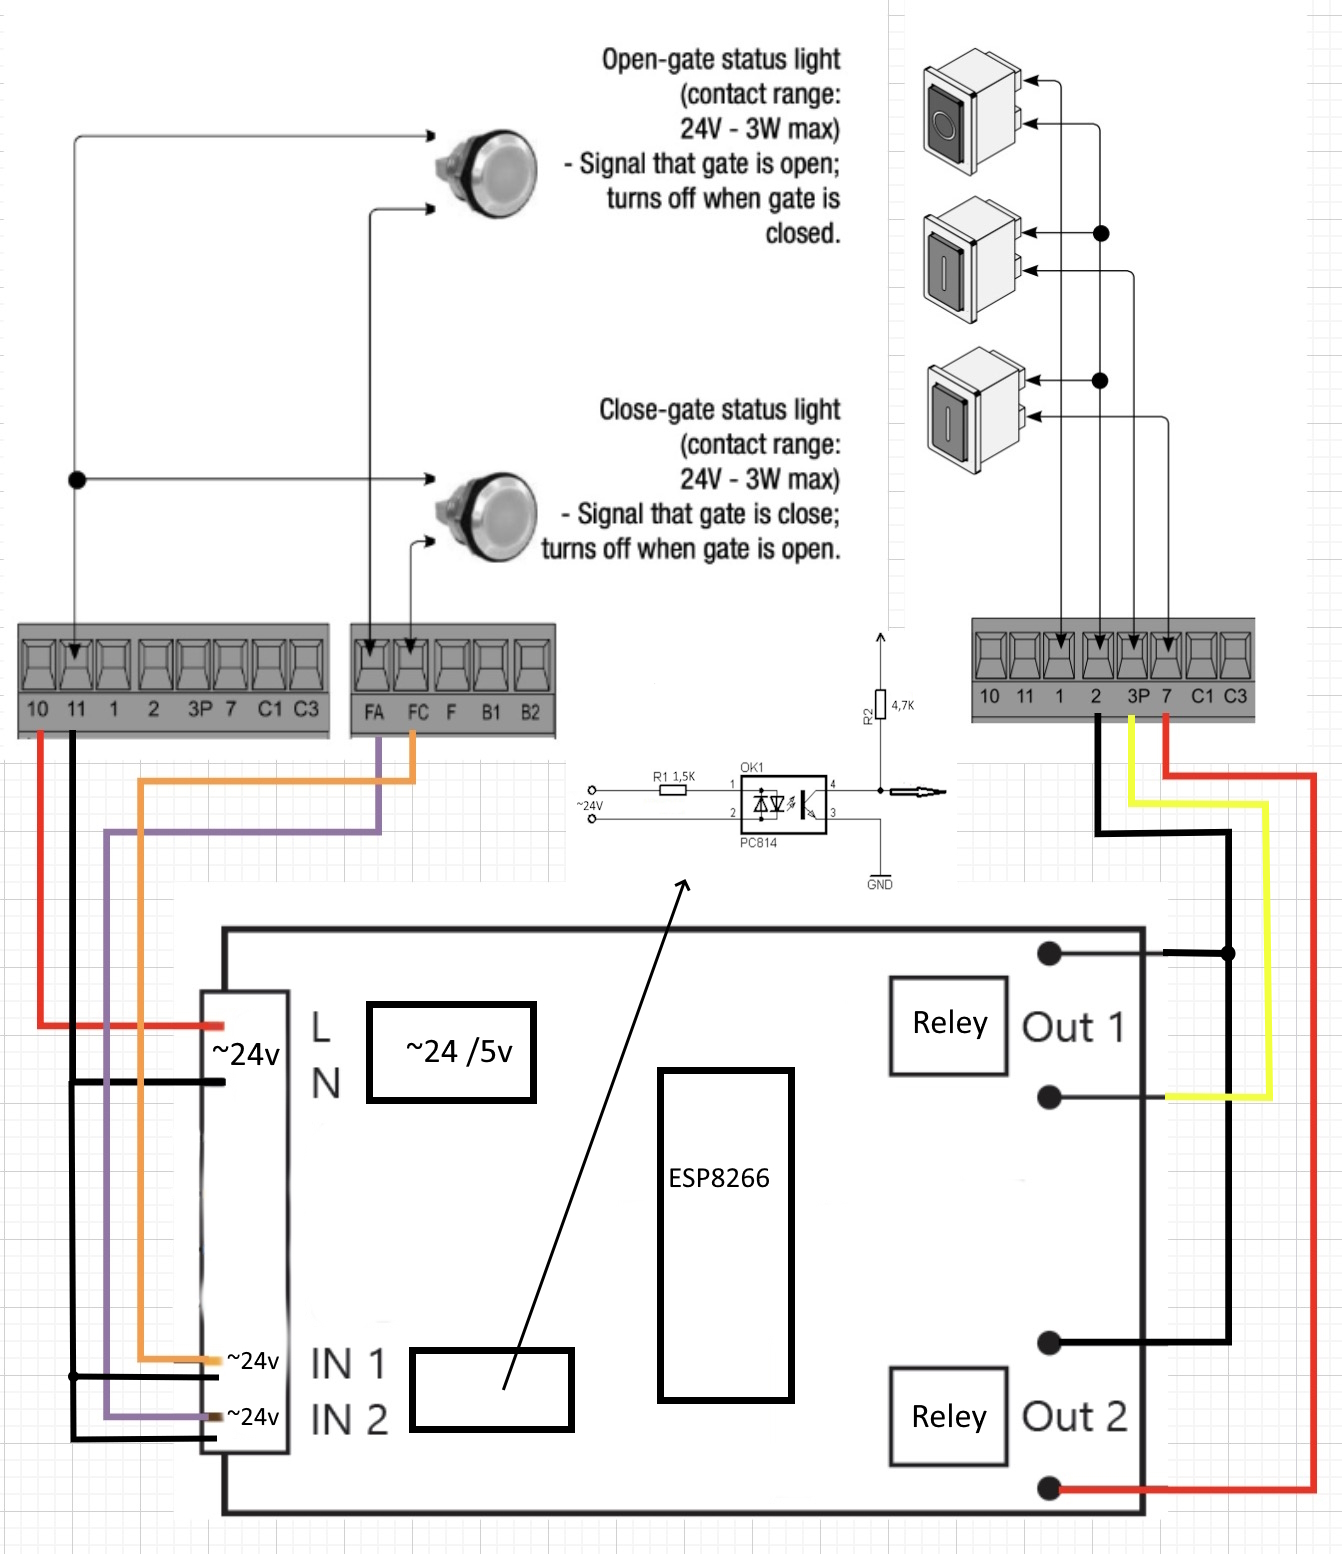 Open-gate status light
(contact range:
24V - 3W max)
- Signal that gate is open;
turns off when gate is
closed.
Close-gate status light
(contact range:
24V - 3W max)
- Signal that gate is close;
turns off when gate is open.
10 11 1 2 3P 7 C1 C3
FA FC F B1 B2
10 11 1 2 3P 7 C1 C3
R2
4,7K
R1 1,5K
OK1
1
4
~24V
2
3
PC814
GND
L
~24v
N
~24 /5v
Reley
Out 1
ESP8266
~24v
IN 1
~24v
IN 2
Reley
Out 2